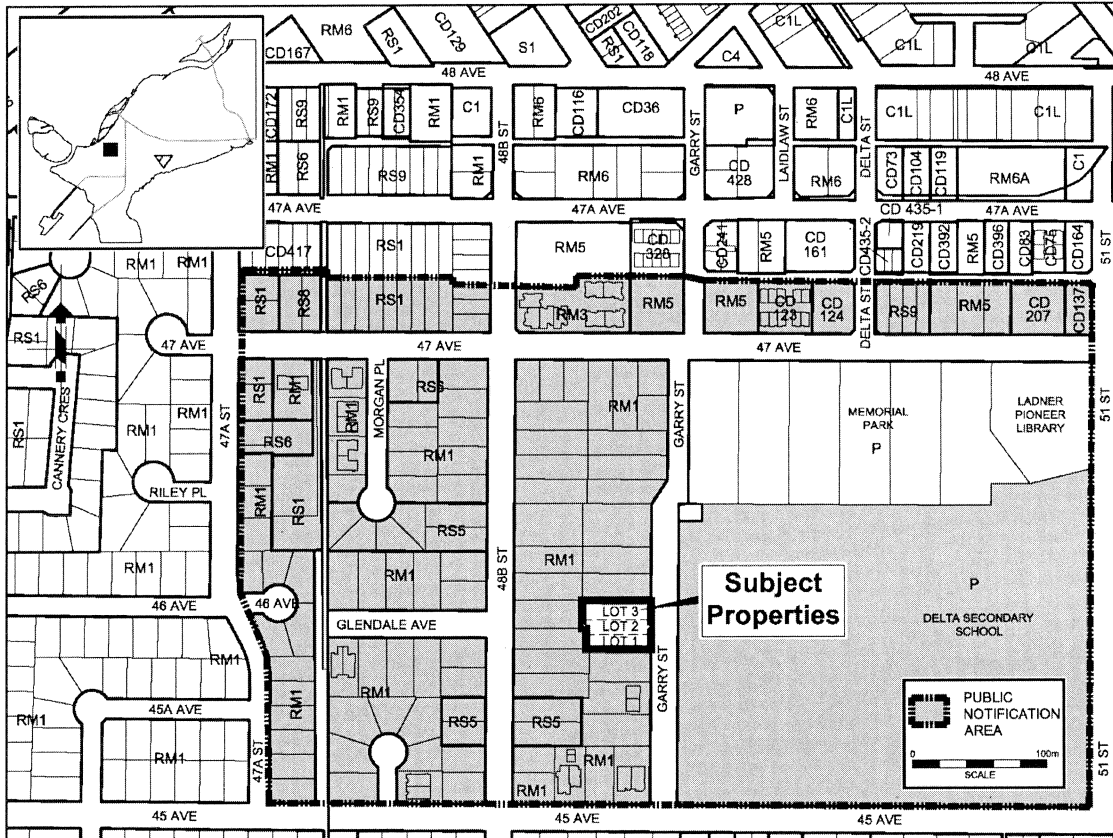 RM6
CD167
RS1
CD129
S1
CD202
RS1
CD118
C4
C1L
C1L
C1L
48 AVE
48 AVE
CD172
RS9
RM1
RS9
CD354
RM1
C1
RM6
CD116
CD36
P
RM6
C1L
C1L
C1L
48B ST
GARRY ST
LAIDLAW ST
DELTA ST
RM1
RS6
RS9
RM1
RM6
CD
428
RM6
CD73
CD104
CD119
RM6A
C1
47A AVE
47A AVE
CD 435-1
47A AVE
CD417
RS1
RM5
CD
328
CD241
RM5
CD
161
CD435-2
CD219
CD392
RM5
CD396
CD83
CD75
CD164
51 ST
RM1
RM1
RS6
RS1
RS6
RS1
RM3
RM5
RM5
CD
123
CD
124
DELTA ST
RS9
RM5
CD
207
CD137
RS1
47 AVE
47 AVE
47 AVE
RS1
CANNERY CRES
RM1
RM1
47A ST
RS1
RM1
RS6
RM1
MORGAN PL
RS6
RM1
RM1
GARRY ST
MEMORIAL
PARK
P
LADNER
PIONEER
LIBRARY
51 ST
RILEY PL
RM1
RS1
RS5
48B ST
RM1
RM1
RM1
46 AVE
46 AVE
GLENDALE AVE
LOT 3
LOT 2
LOT 1
Subject
Properties
P
DELTA SECONDARY
SCHOOL
RM1
RM1
45A AVE
RM1
RM1
RM1
RS5
RS5
GARRY ST
47A ST
RM1
RM1
PUBLIC
NOTIFICATION
AREA
0
100m
SCALE
51 ST
45 AVE
45 AVE
45 AVE